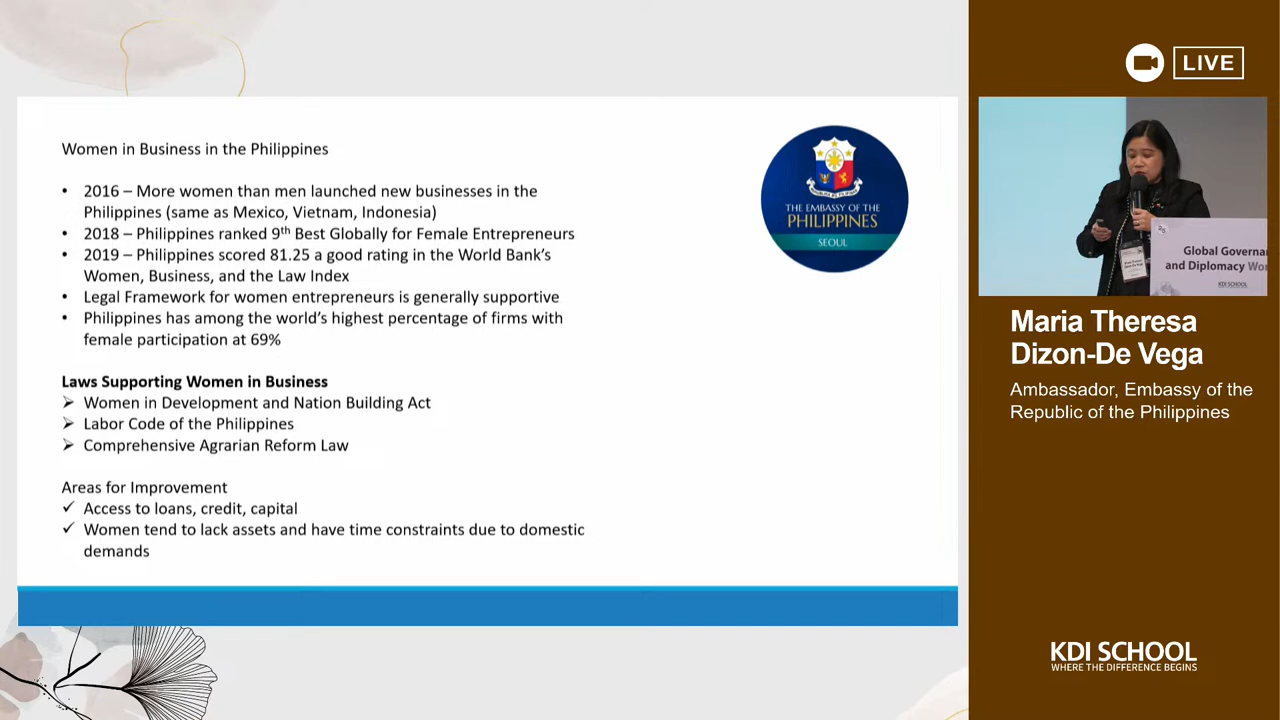 Women in Business in the Philippines
• 2016 – More women than men launched new businesses in the
Philippines (same as Mexico, Vietnam, Indonesia)
• 2018 – Philippines ranked 9th Best Globally for Female Entrepreneurs
• 2019 – Philippines scored 81.25 a good rating in the World Bank's
Women, Business, and the Law Index
• Legal Framework for women entrepreneurs is generally supportive
• Philippines has among the world's highest percentage of firms with
female participation at 69%
Laws Supporting Women in Business
➢ Women in Development and Nation Building Act
➢ Labor Code of the Philippines
➢ Comprehensive Agrarian Reform Law
Areas for Improvement
✓ Access to loans, credit, capital
✓ Women tend to lack assets and have time constraints due to domestic
demands
THE EMBASSY OF THE
PHILIPPINES
SEOUL
LIVE
Global Governa
and Diplomacy Wo
KDI SCHOOL
Maria Theresa
Dizon-De Vega
Ambassador, Embassy of the
Republic of the Philippines
KDI SCHOOL
WHERE THE DIFFERENCE BEGINS